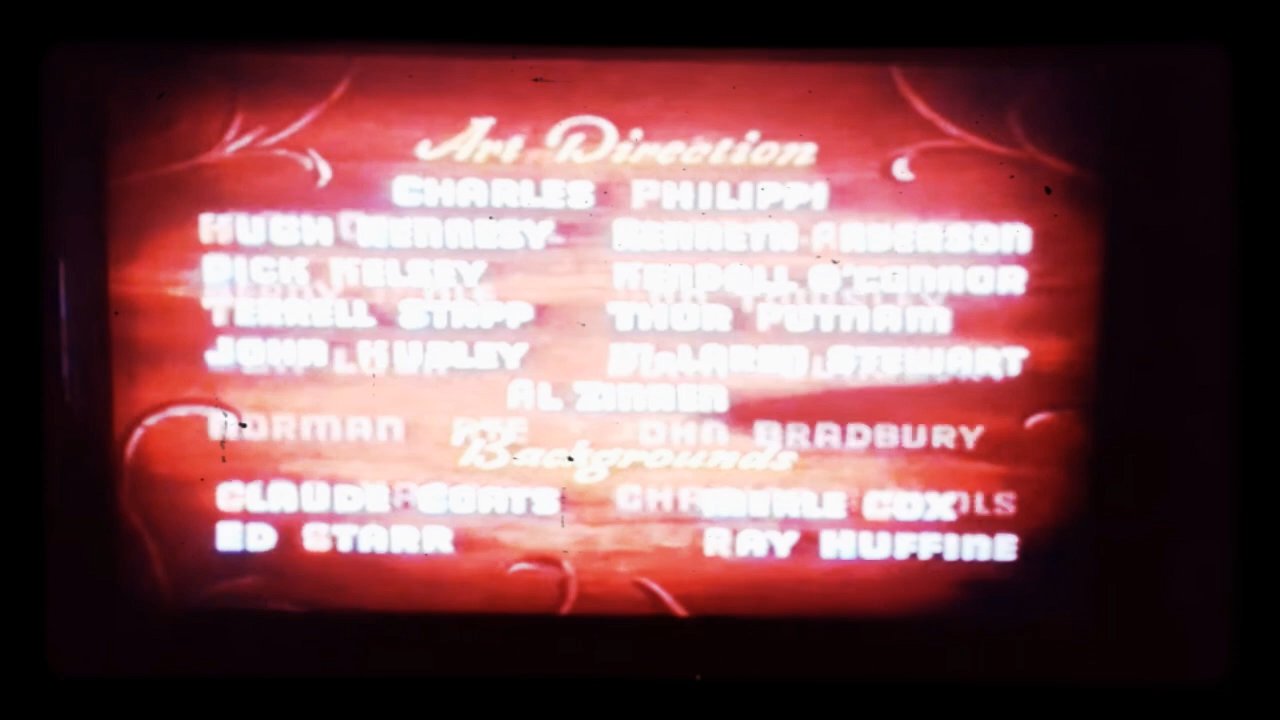 Art Direction
CHARLES PHILIPPI
HUGH HENNESY KENNETH ANDERSON
DICK KELSEY KENDALL O'CONNOR
TERRELL STAPP THOR PUTNAM
JOHN HUBLEY McLAREN STEWART
AL ZINNEN
NORMAN BRADBURY
Backgrounds
CLAUDE COATS MERLE COX
ED STARR RAY HUFFINE